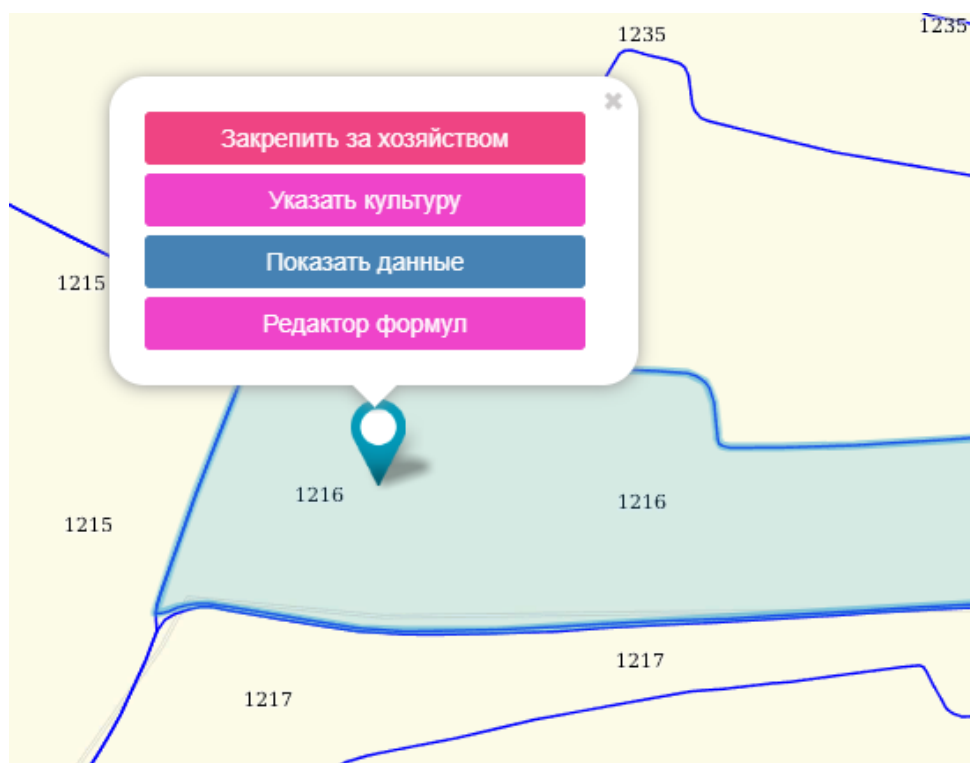 1235
1235
Закрепить за хозяйством
Указать культуру
Показать данные
Редактор формул
1215
1216
1216
1215
1217
1217